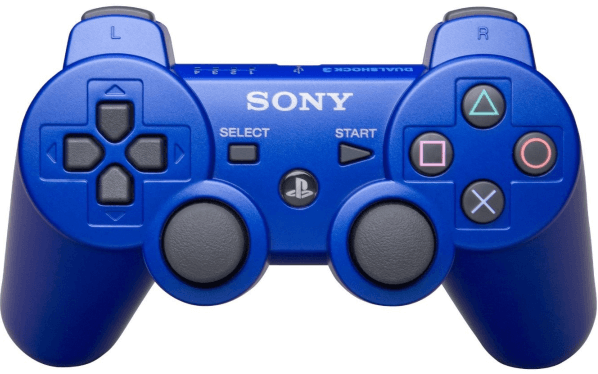 L
R
1 2 3 4
DUALSHOCK 3
SONY
SELECT
START